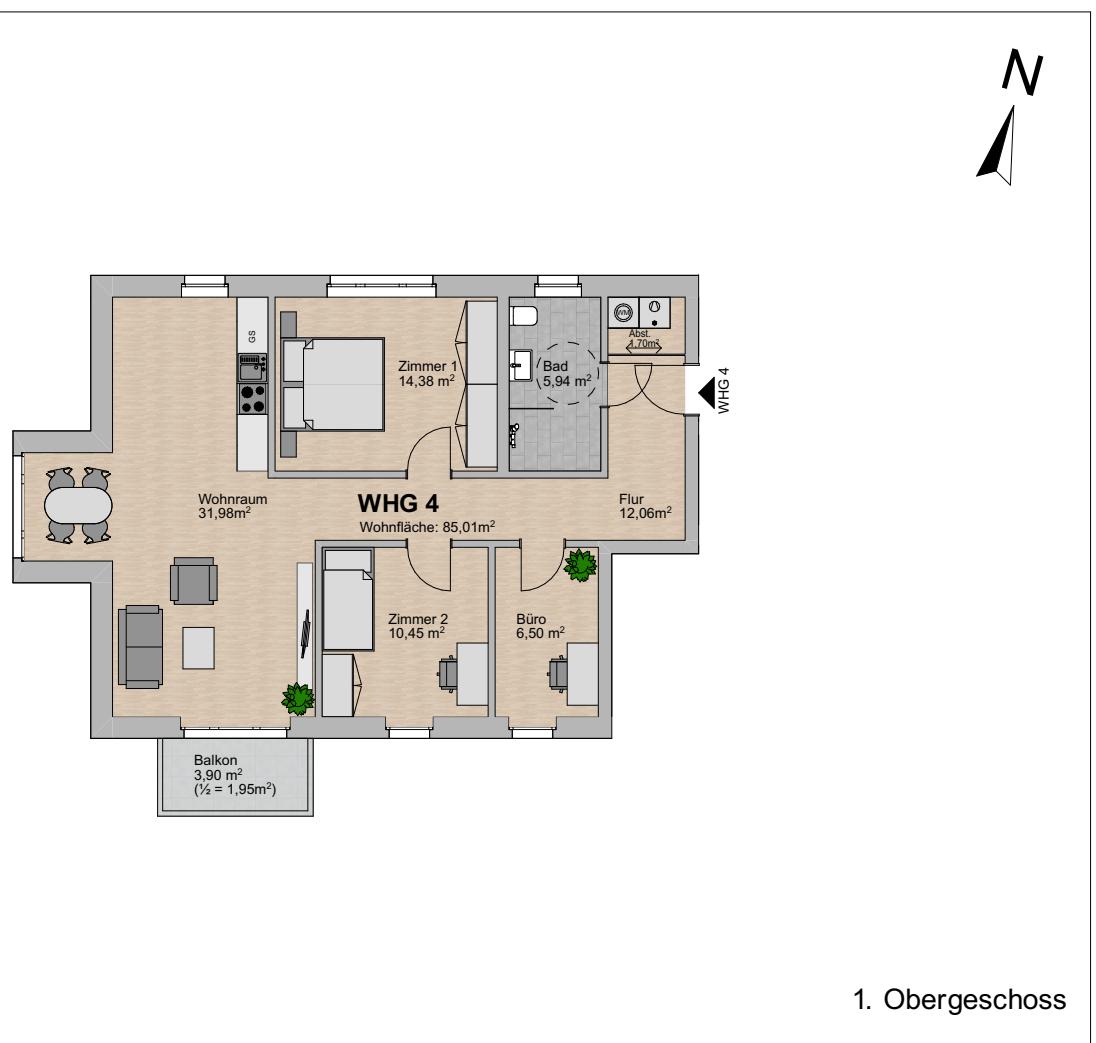 N
GS
Zimmer 1
14,38 m²
Bad
5,94 m²
WM
Abst.
1,70m²
WHG 4
Wohnraum
31,98m²
WHG 4
Wohnfläche: 85,01m²
Flur
12,06m²
Zimmer 2
10,45 m²
Büro
6,50 m²
Balkon
3,90 m²
(½ = 1,95m²)
1. Obergeschoss